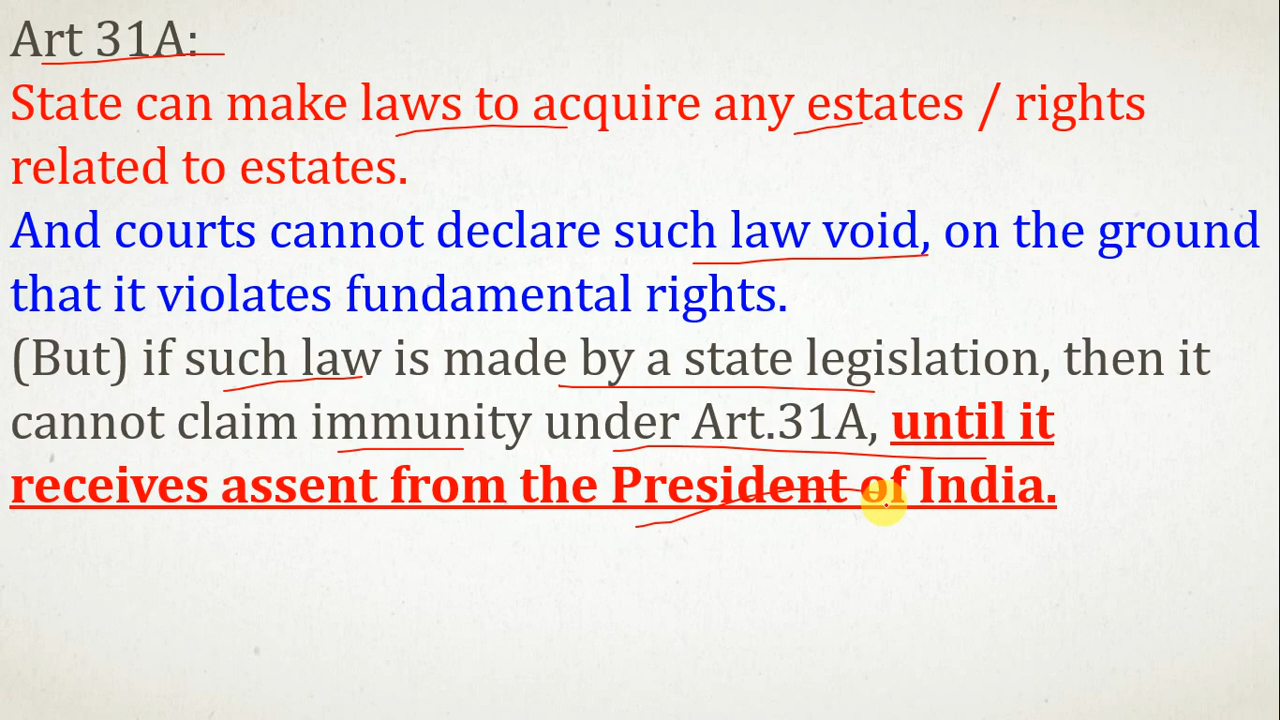 Art 31A:
State can make laws to acquire any estates / rights
related to estates.
And courts cannot declare such law void, on the ground
that it violates fundamental rights.
(But) if such law is made by a state legislation, then it
cannot claim immunity under Art.31A, until it
receives assent from the President of India.